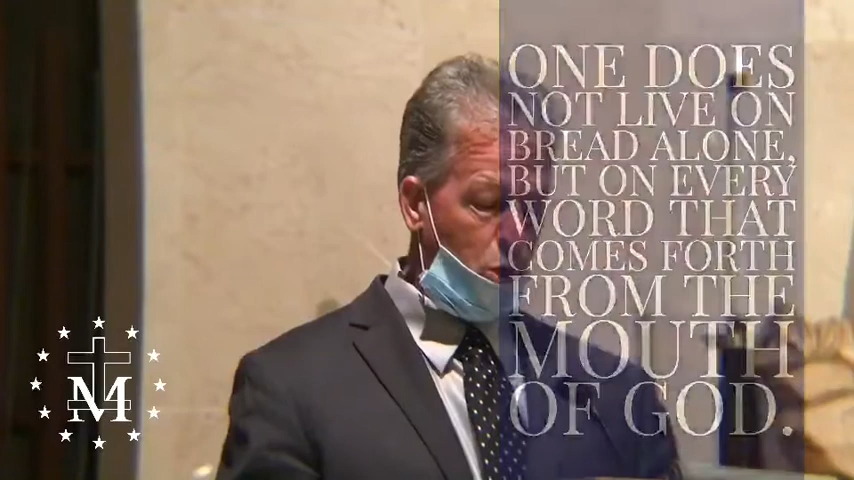 ONE DOES
NOT LIVE ON
BREAD ALONE,
BUT ON EVERY
WORD THAT
COMES FORTH
FROM THE
MOUTH
OF GOD.
M